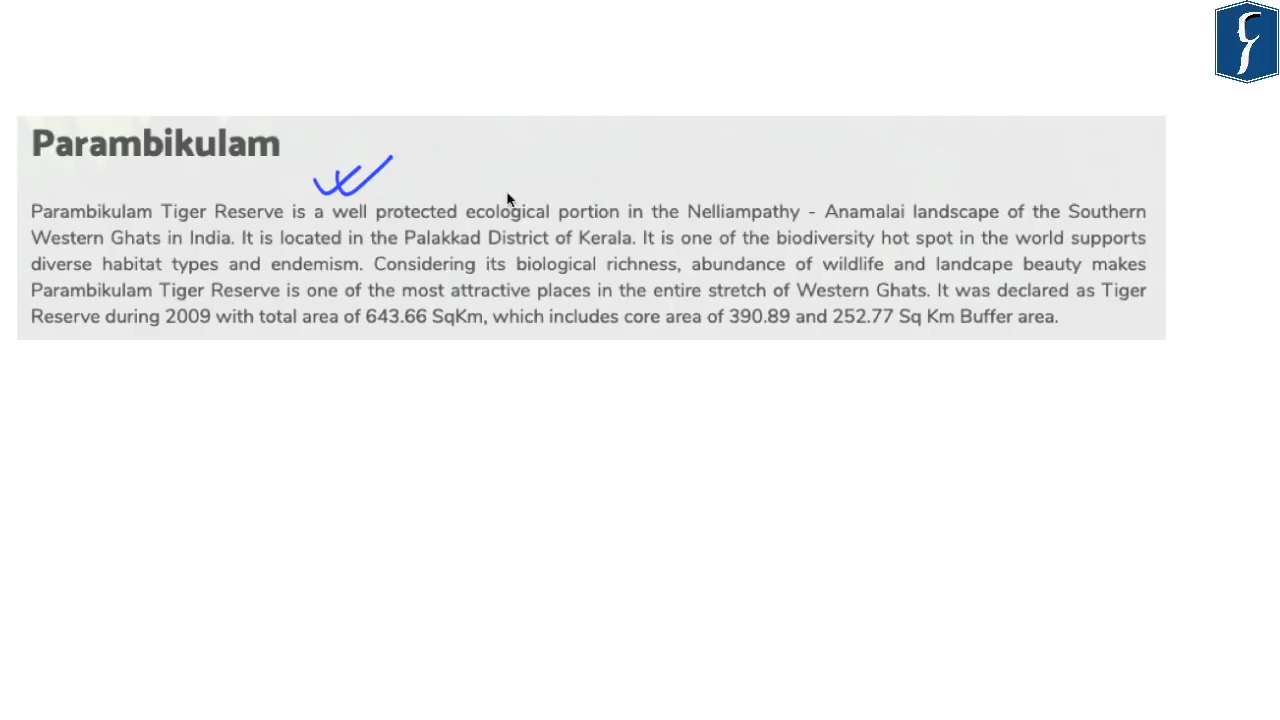 Parambikulam
Parambikulam Tiger Reserve is a well protected ecological portion in the Nelliampathy - Anamalai landscape of the Southern
Western Ghats in India. It is located in the Palakkad District of Kerala. It is one of the biodiversity hot spot in the world supports
diverse habitat types and endemism. Considering its biological richness, abundance of wildlife and landcape beauty makes
Parambikulam Tiger Reserve is one of the most attractive places in the entire stretch of Western Ghats. It was declared as Tiger
Reserve during 2009 with total area of 643.66 SqKm, which includes core area of 390.89 and 252.77 Sq Km Buffer area.